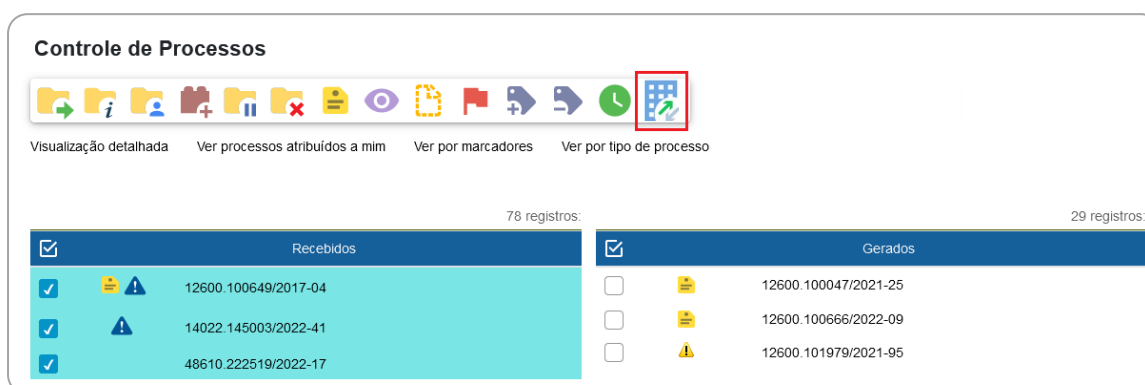 Controle de Processos
Visualização detalhada Ver processos atribuídos a mim Ver por marcadores Ver por tipo de processo
78 registros:
29 registros:
Recebidos
12600.100649/2017-04
14022.145003/2022-41
48610.222519/2022-17
Gerados
12600.100047/2021-25
12600.100666/2022-09
12600.101979/2021-95